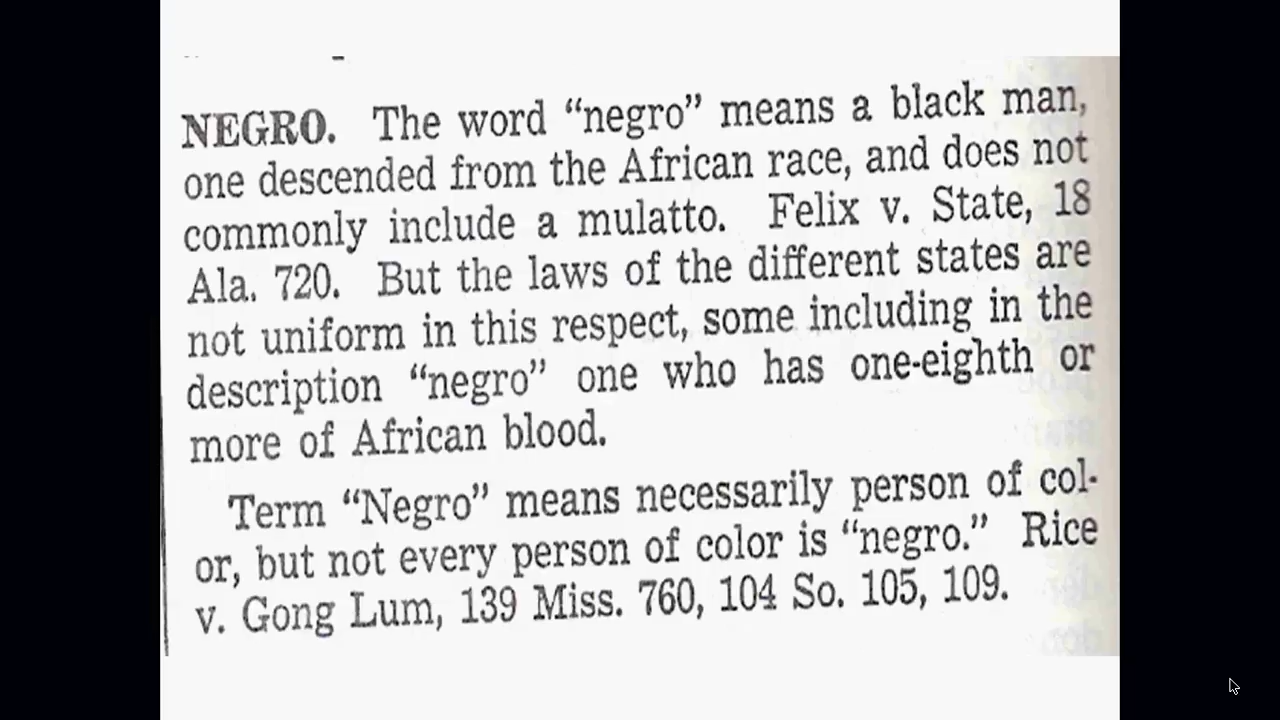 NEGRO. The word “negro” means a black man,
one descended from the African race, and does not
commonly include a mulatto. Felix v. State, 18
Ala. 720. But the laws of the different states are
not uniform in this respect, some including in the
description “negro” one who has one-eighth or
more of African blood.
Term “Negro” means necessarily person of col-
or, but not every person of color is “negro.” Rice
v. Gong Lum, 139 Miss. 760, 104 So. 105, 109.